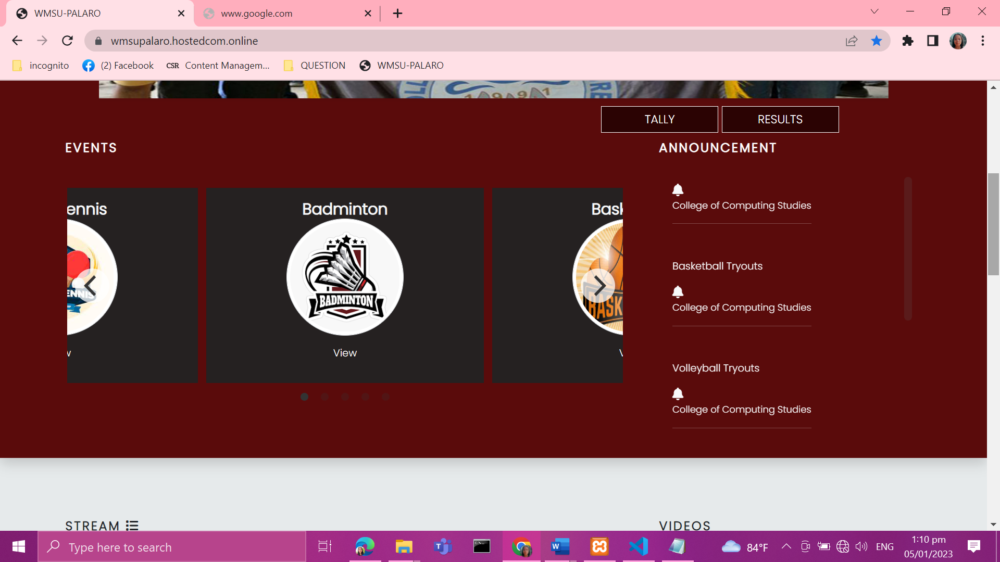 WMSU-PALARO
www.google.com
wmsupalaro.hostedcom.online
incognito
(2) Facebook
CSR Content Managem...
QUESTION
WMSU-PALARO
1991
TALLY
RESULTS
EVENTS
ANNOUNCEMENT
ennis
Badminton
Bask
College of Computing Studies
BADMINTON
ENNIS
BASK
View
Basketball Tryouts
College of Computing Studies
Volleyball Tryouts
College of Computing Studies
STREAM
VIDEOS
Type here to search
84°F
ENG
1:10 pm
05/01/2023